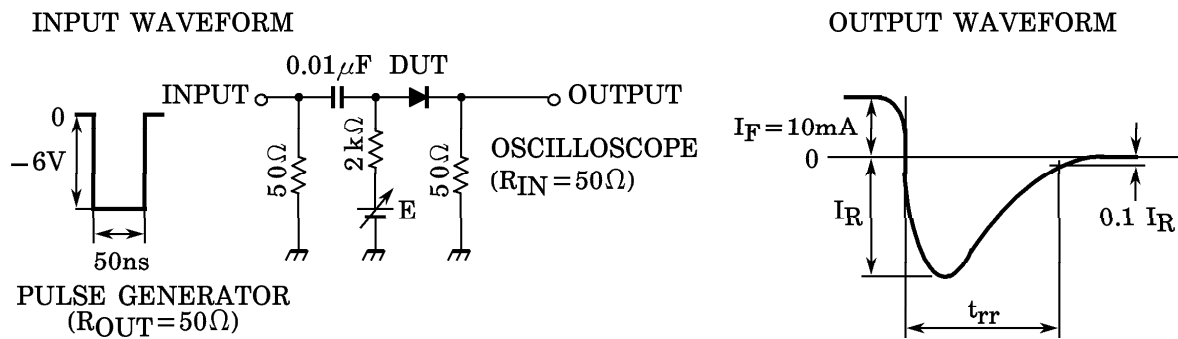 INPUT WAVEFORM
0
−6V
50ns
PULSE GENERATOR
(ROUT=50Ω)
0.01μF DUT
INPUT
OUTPUT
50Ω
2kΩ
E
50Ω
OSCILLOSCOPE
(RIN=50Ω)
OUTPUT WAVEFORM
IF=10mA
0
IR
0.1 IR
trr